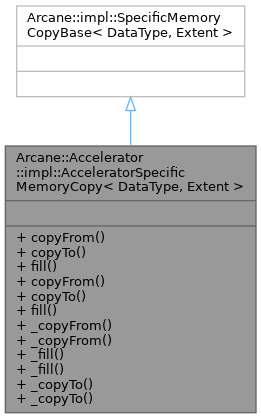 Arcane::impl::SpecificMemory
CopyBase< DataType, Extent >
Arcane::Accelerator
::impl::AcceleratorSpecific
MemoryCopy< DataType, Extent >
+ copyFrom()
+ copyTo()
+ fill()
+ copyFrom()
+ copyTo()
+ fill()
+ _copyFrom()
+ _copyFrom()
+ _fill()
+ _fill()
+ _copyTo()
+ _copyTo()